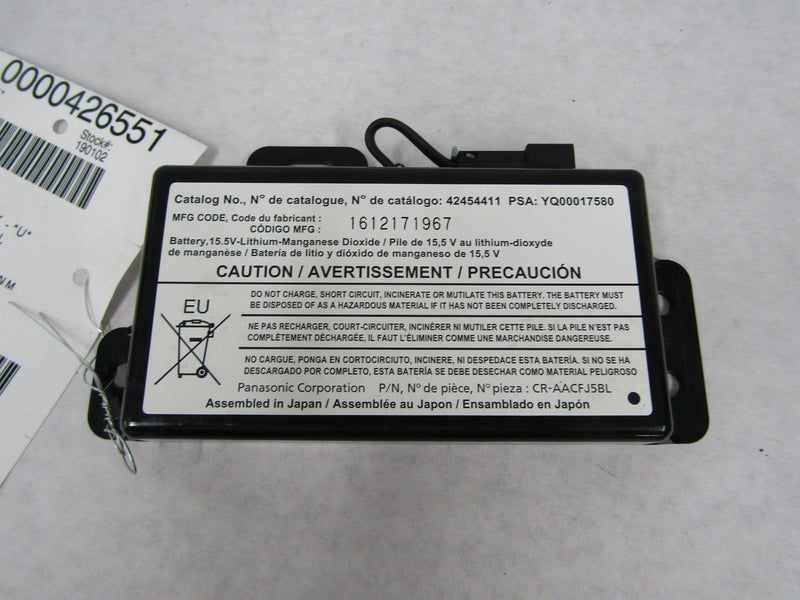 0000426551
Stock#:
190102
- "U"
L
N M
Catalog No., N° de catalogue, N° de catálogo: 42454411 PSA: YQ00017580
MFG CODE, Code du fabricant :
CÓDIGO MFG :
1612171967
Battery,15.5V-Lithium-Manganese Dioxide / Pile de 15,5 V au lithium-dioxyde
de manganèse / Batería de litio y dióxido de manganeso de 15,5 V
CAUTION / AVERTISSEMENT / PRECAUCIÓN
EU
DO NOT CHARGE, SHORT CIRCUIT, INCINERATE OR MUTILATE THIS BATTERY. THE BATTERY MUST
BE DISPOSED OF AS A HAZARDOUS MATERIAL IF IT HAS NOT BEEN COMPLETELY DISCHARGED.
NE PAS RECHARGER, COURT-CIRCUITER, INCINÉRER NI MUTILER CETTE PILE. SI LA PILE N'EST PAS
COMPLÉTEMENT DÉCHARGÉE, IL FAUT L'ÉLIMINER COMME UNE MARCHANDISE DANGEREUSE.
NO CARGUE, PONGA EN CORTOCIRCIUTO, INCINERE, NI DESPEDACE ESTA BATERÍA. SI NO SE HA
DESCARGADO POR COMPLETO, ESTA BATERÍA SE DEBE DESECHAR COMO MATERIAL PELIGROSO
Panasonic Corporation P/N, N° de pièce, N° pieza : CR-AACFJ5BL
Assembled in Japan / Assemblée au Japon / Ensamblado en Japón